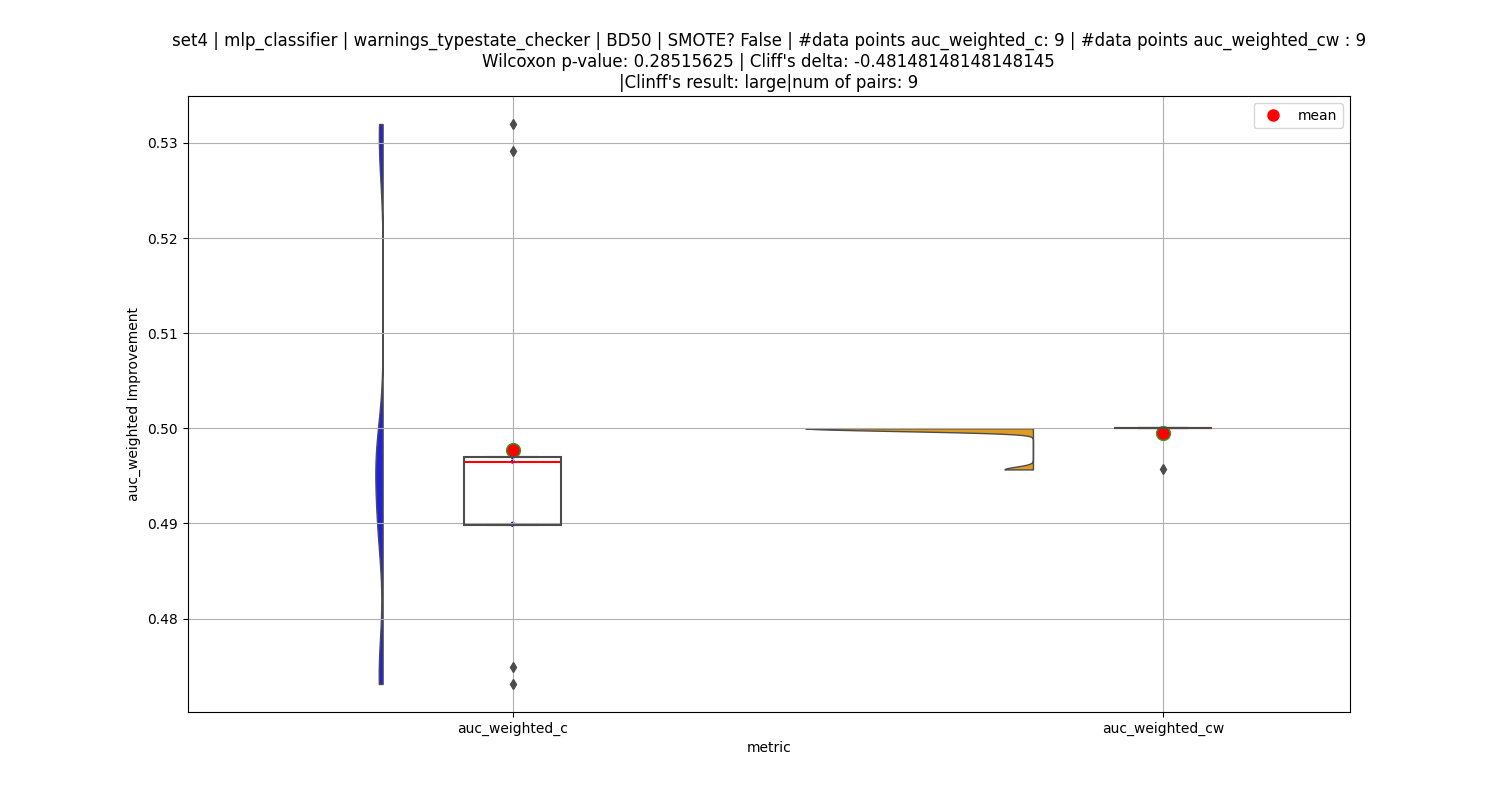 set4 | mlp_classifier | warnings_typestate_checker | BD50 | SMOTE? False | #data points auc_weighted_c: 9 | #data points auc_weighted_cw : 9
Wilcoxon p-value: 0.28515625 | Cliff's delta: -0.48148148148148145
|Clinff's result: large|num of pairs: 9
mean
0.53
0.52
0.51
0.50
0.49
0.48
auc_weighted Improvement
auc_weighted_c
auc_weighted_cw
metric